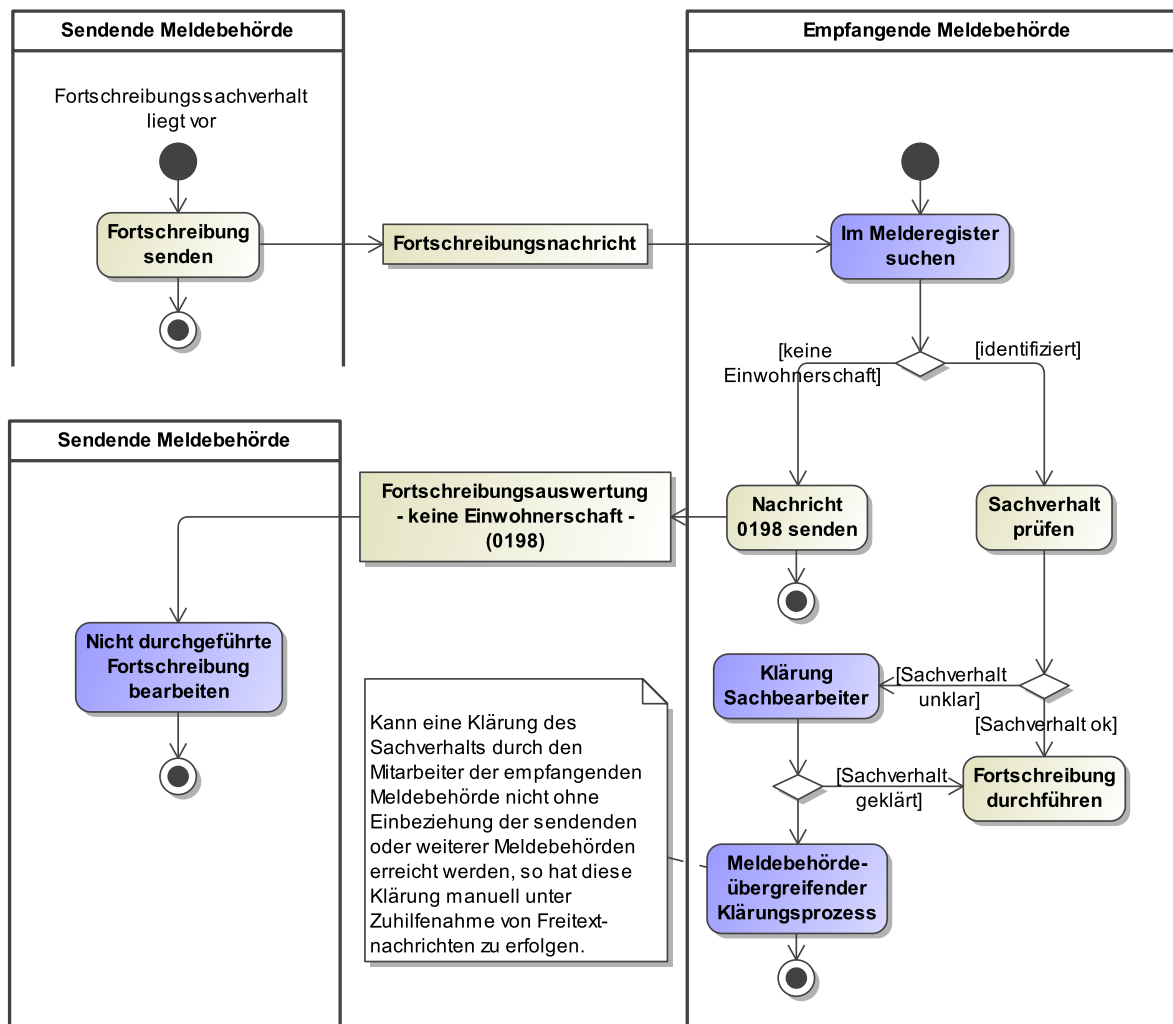 Sendende Meldebehörde
Empfangende Meldebehörde
Fortschreibungssachverhalt
liegt vor
Fortschreibung
senden
Fortschreibungsnachricht
Im Melderegister
suchen
[keine
Einwohnerschaft]
[identifiziert]
Sendende Meldebehörde
Fortschreibungsauswertung
- keine Einwohnerschaft -
(0198)
Nachricht
0198 senden
Sachverhalt
prüfen
Nicht durchgeführte
Fortschreibung
bearbeiten
Klärung
Sachbearbeiter
[Sachverhalt
unklar]
[Sachverhalt ok]
Kann eine Klärung des
Sachverhalts durch den
Mitarbeiter der empfangenden
Meldebehörde nicht ohne
Einbeziehung der sendenden
oder weiterer Meldebehörden
erreicht werden, so hat diese
Klärung manuell unter
Zuhilfenahme von Freitext-
nachrichten zu erfolgen.
[Sachverhalt
geklärt]
Fortschreibung
durchführen
Meldebehörde-
übergreifender
Klärungsprozess